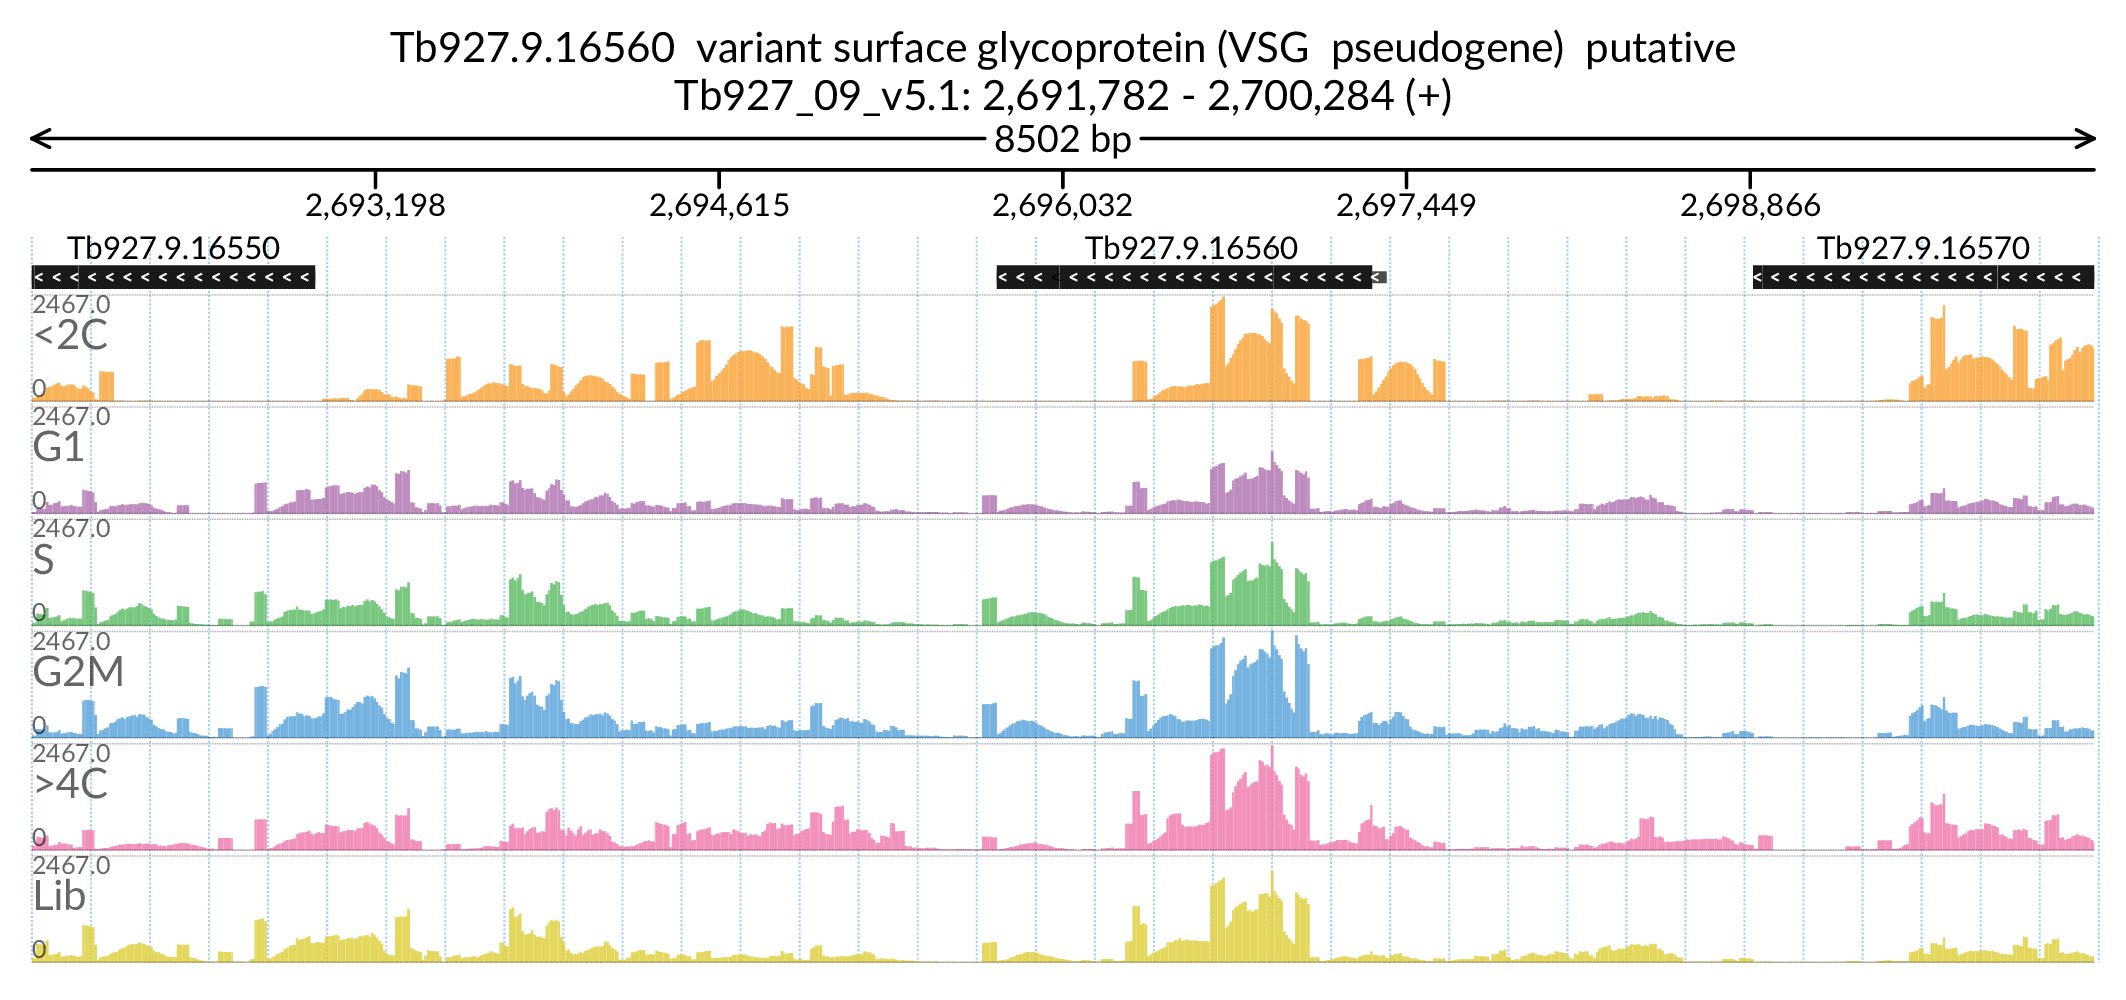 Tb927.9.16560  variant surface glycoprotein (VSG  pseudogene)  putative
Tb927_09_v5.1: 2,691,782 - 2,700,284 (+)
8502 bp
2,693,198 2,694,615 2,696,032 2,697,449 2,698,866
Tb927.9.16550 Tb927.9.16560 Tb927.9.16570
2467.0
<2C
0
2467.0
G1
0
2467.0
S
0
2467.0
G2M
0
2467.0
>4C
0
2467.0
Lib
0